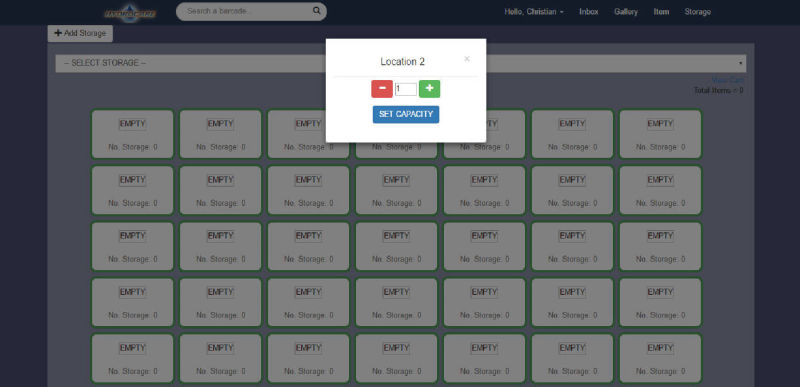 HYDROCARE
Search a barcode...
Hello, Christian
Inbox
Gallery
Item
Storage
Add Storage
Location 2
×
-- SELECT STORAGE --
1
SET CAPACITY
View Cart
Total Items = 0
EMPTY EMPTY EMPTY EMPTY EMPTY EMPTY EMPTY
No. Storage: 0 No. Storage: 0 No. Storage: 0 No. Storage: 0 No. Storage: 0 No. Storage: 0 No. Storage: 0
EMPTY EMPTY EMPTY EMPTY EMPTY EMPTY EMPTY
No. Storage: 0 No. Storage: 0 No. Storage: 0 No. Storage: 0 No. Storage: 0 No. Storage: 0 No. Storage: 0
EMPTY EMPTY EMPTY EMPTY EMPTY EMPTY EMPTY
No. Storage: 0 No. Storage: 0 No. Storage: 0 No. Storage: 0 No. Storage: 0 No. Storage: 0 No. Storage: 0
EMPTY EMPTY EMPTY EMPTY EMPTY EMPTY EMPTY
No. Storage: 0 No. Storage: 0 No. Storage: 0 No. Storage: 0 No. Storage: 0 No. Storage: 0 No. Storage: 0
EMPTY EMPTY EMPTY EMPTY EMPTY EMPTY EMPTY
No. Storage: 0 No. Storage: 0 No. Storage: 0 No. Storage: 0 No. Storage: 0 No. Storage: 0 No. Storage: 0